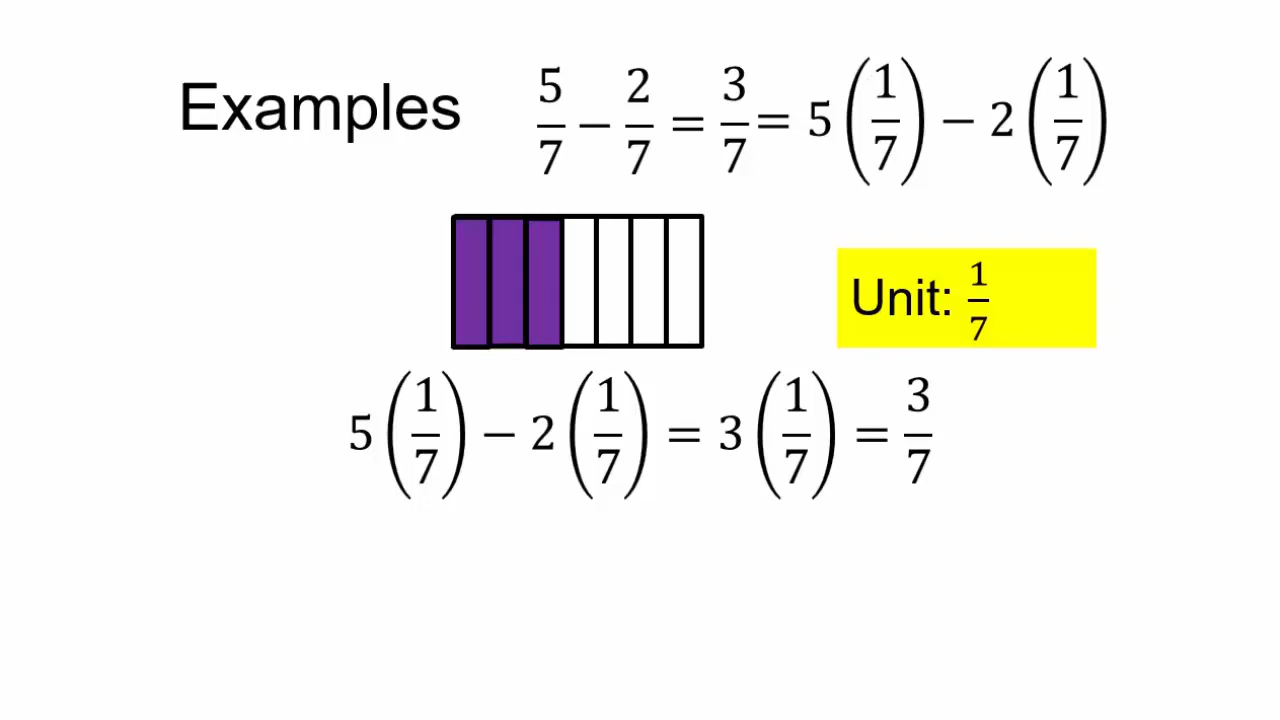 Examples 5/7 − 2/7 = 3/7 = 5(1/7) − 2(1/7)
Unit: 1/7
5(1/7) − 2(1/7) = 3(1/7) = 3/7